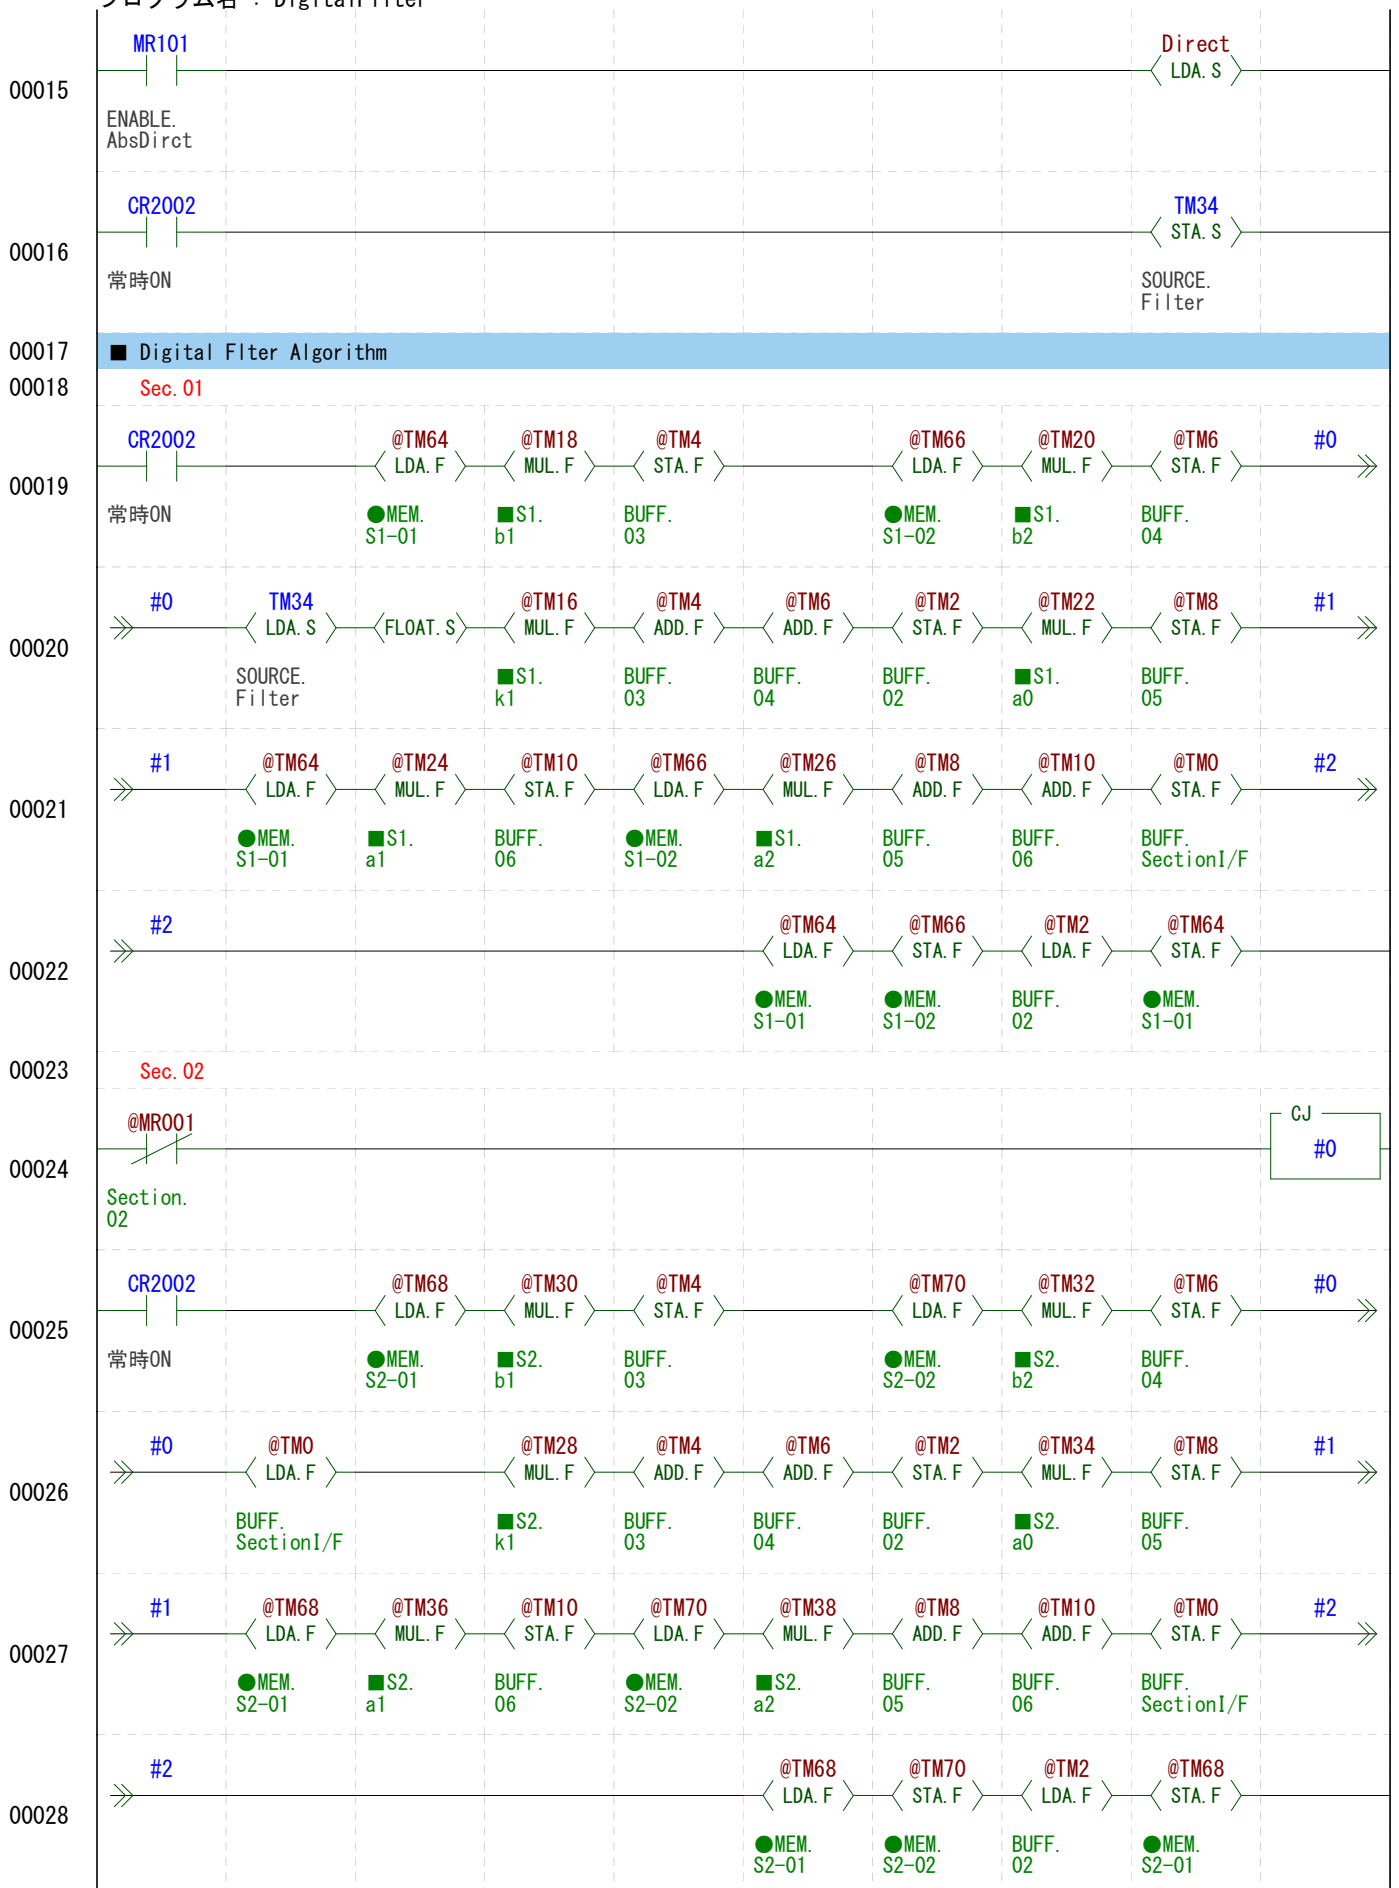 プログラム名 : DigitalFilter
MR101 Direct
00015 LDA.S
ENABLE.
AbsDirct
CR2002 TM34
00016 STA.S
常時ON SOURCE.
Filter
00017 ■ Digital Flter Algorithm
00018 Sec.01
CR2002 @TM64 @TM18 @TM4 @TM66 @TM20 @TM6 #0
00019 LDA.F MUL.F STA.F LDA.F MUL.F STA.F
常時ON ●MEM. ■S1. BUFF. ●MEM. ■S1. BUFF.
S1-01 b1 03 S1-02 b2 04
#0 TM34 @TM16 @TM4 @TM6 @TM2 @TM22 @TM8 #1
00020 LDA.S FLOAT.S MUL.F ADD.F ADD.F STA.F MUL.F STA.F
SOURCE. ■S1. BUFF. BUFF. BUFF. ■S1. BUFF.
Filter k1 03 04 02 a0 05
#1 @TM64 @TM24 @TM10 @TM66 @TM26 @TM8 @TM10 @TM0 #2
00021 LDA.F MUL.F STA.F LDA.F MUL.F ADD.F ADD.F STA.F
●MEM. ■S1. BUFF. ●MEM. ■S1. BUFF. BUFF. BUFF.
S1-01 a1 06 S1-02 a2 05 06 SectionI/F
#2 @TM64 @TM66 @TM2 @TM64
00022 LDA.F STA.F LDA.F STA.F
●MEM. ●MEM. BUFF. ●MEM.
S1-01 S1-02 02 S1-01
00023 Sec.02
@MR001 CJ
00024 #0
Section.
02
CR2002 @TM68 @TM30 @TM4 @TM70 @TM32 @TM6 #0
00025 LDA.F MUL.F STA.F LDA.F MUL.F STA.F
常時ON ●MEM. ■S2. BUFF. ●MEM. ■S2. BUFF.
S2-01 b1 03 S2-02 b2 04
#0 @TM0 @TM28 @TM4 @TM6 @TM2 @TM34 @TM8 #1
00026 LDA.F MUL.F ADD.F ADD.F STA.F MUL.F STA.F
BUFF. ■S2. BUFF. BUFF. BUFF. ■S2. BUFF.
SectionI/F k1 03 04 02 a0 05
#1 @TM68 @TM36 @TM10 @TM70 @TM38 @TM8 @TM10 @TM0 #2
00027 LDA.F MUL.F STA.F LDA.F MUL.F ADD.F ADD.F STA.F
●MEM. ■S2. BUFF. ●MEM. ■S2. BUFF. BUFF. BUFF.
S2-01 a1 06 S2-02 a2 05 06 SectionI/F
#2 @TM68 @TM70 @TM2 @TM68
00028 LDA.F STA.F LDA.F STA.F
●MEM. ●MEM. BUFF. ●MEM.
S2-01 S2-02 02 S2-01